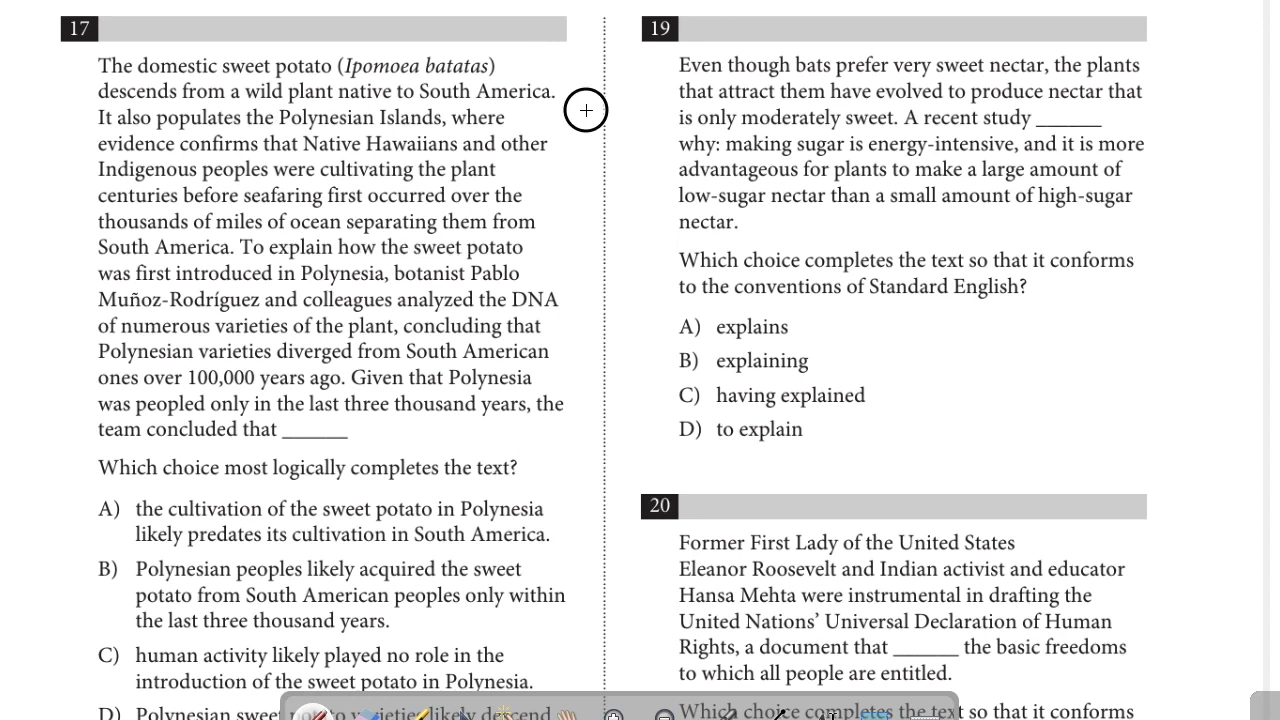 17
The domestic sweet potato (Ipomoea batatas)
descends from a wild plant native to South America.
It also populates the Polynesian Islands, where
evidence confirms that Native Hawaiians and other
Indigenous peoples were cultivating the plant
centuries before seafaring first occurred over the
thousands of miles of ocean separating them from
South America. To explain how the sweet potato
was first introduced in Polynesia, botanist Pablo
Muñoz-Rodríguez and colleagues analyzed the DNA
of numerous varieties of the plant, concluding that
Polynesian varieties diverged from South American
ones over 100,000 years ago. Given that Polynesia
was peopled only in the last three thousand years, the
team concluded that ______
Which choice most logically completes the text?
A) the cultivation of the sweet potato in Polynesia
likely predates its cultivation in South America.
B) Polynesian peoples likely acquired the sweet
potato from South American peoples only within
the last three thousand years.
C) human activity likely played no role in the
introduction of the sweet potato in Polynesia.
D) Polynesian sweet potato varieties likely descend
19
Even though bats prefer very sweet nectar, the plants
that attract them have evolved to produce nectar that
is only moderately sweet. A recent study ______
why: making sugar is energy-intensive, and it is more
advantageous for plants to make a large amount of
low-sugar nectar than a small amount of high-sugar
nectar.
Which choice completes the text so that it conforms
to the conventions of Standard English?
A) explains
B) explaining
C) having explained
D) to explain
20
Former First Lady of the United States
Eleanor Roosevelt and Indian activist and educator
Hansa Mehta were instrumental in drafting the
United Nations’ Universal Declaration of Human
Rights, a document that ______ the basic freedoms
to which all people are entitled.
Which choice completes the text so that it conforms